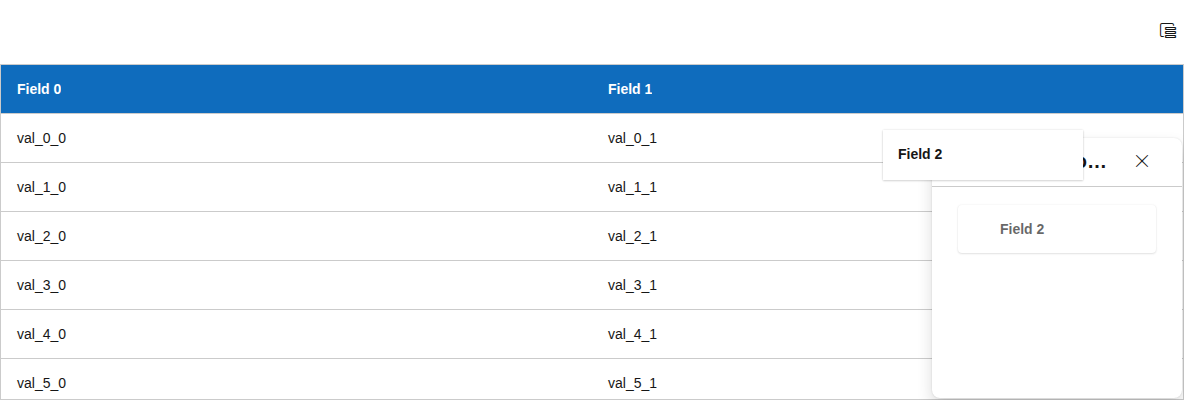 Field 0 Field 1
val_0_0 val_0_1
Field 2
val_1_0 val_1_1
Field 2
val_2_0 val_2_1
val_3_0 val_3_1
val_4_0 val_4_1
val_5_0 val_5_1